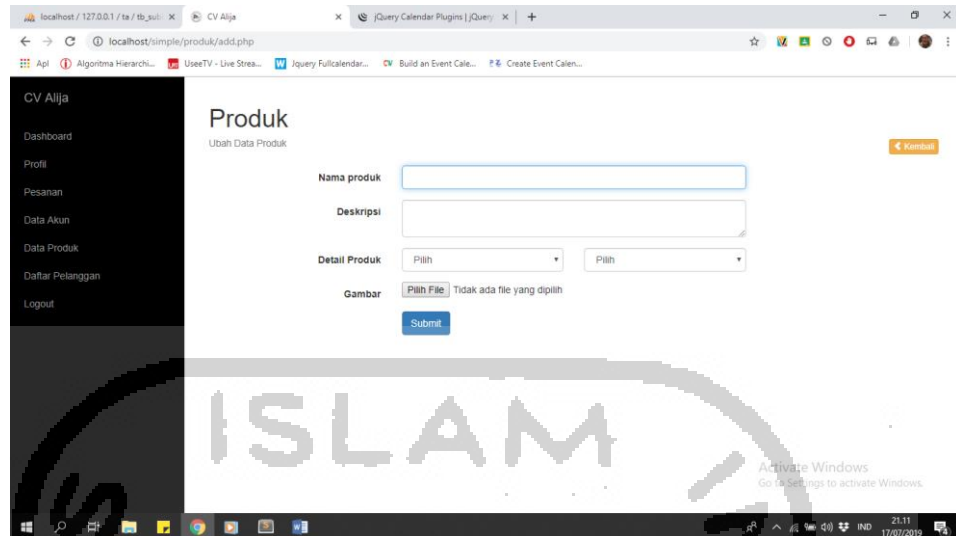 localhost / 127.0.0.1 / ta / tb_sub
CV Alija
jQuery Calendar Plugins | jQuery
localhost/simple/produk/add.php
Apl
Algoritma Hierarchi...
UseeTV - Live Strea...
Jquery Fullcalendar...
Build an Event Cale...
Create Event Calen...
CV Alija
Dashboard
Profil
Pesanan
Data Akun
Data Produk
Daftar Pelanggan
Logout
Produk
Ubah Data Produk
Kembali
Nama produk
Deskripsi
Detail Produk
Pilih
Pilih
Gambar
Pilih File
Tidak ada file yang dipilih
Submit
ISLAM
Activate Windows
Go to Settings to activate Windows.
IND
21.11
17/07/2019